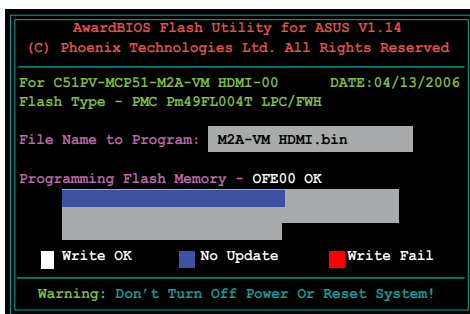 AwardBIOS Flash Utility for ASUS V1.14
(C) Phoenix Technologies Ltd. All Rights Reserved
For C51PV-MCP51-M2A-VM HDMI-00 DATE:04/13/2006
Flash Type - PMC Pm49FL004T LPC/FWH
File Name to Program: M2A-VM HDMI.bin
Programming Flash Memory - OFE00 OK
Write OK No Update Write Fail
Warning: Don't Turn Off Power Or Reset System!